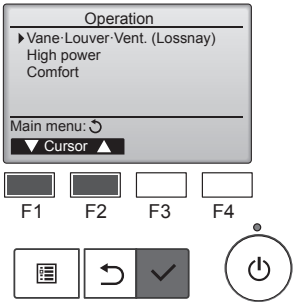 Operation
Vane·Louver·Vent. (Lossnay)
High power
Comfort
Main menu:
Cursor
F1 F2 F3 F4